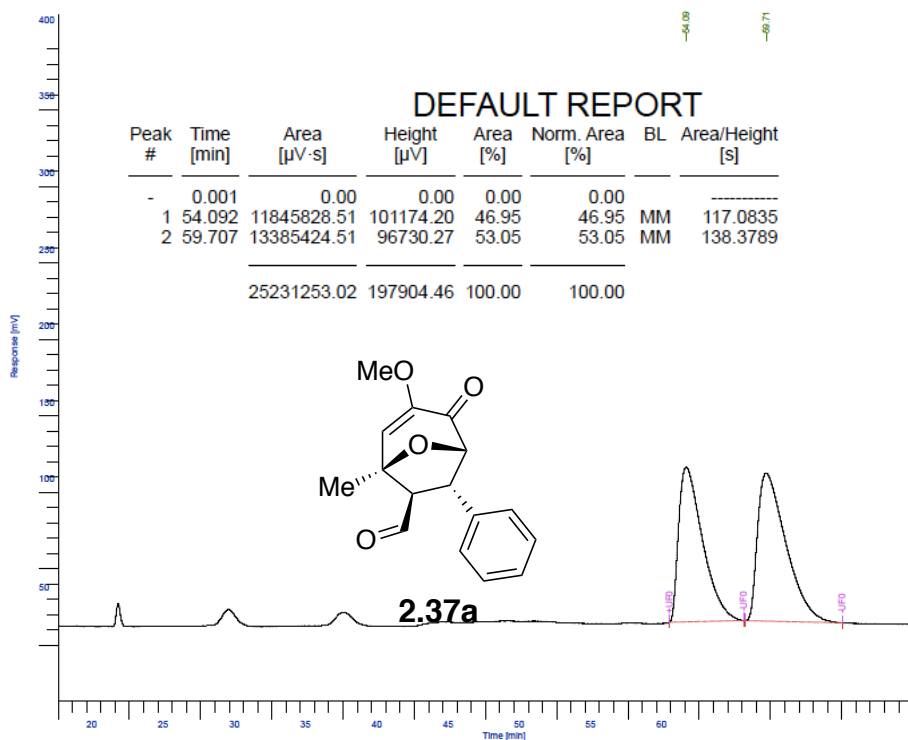 400
54.09
59.71
DEFAULT REPORT
350
Peak Time Area Height Area Norm. Area BL Area/Height
# [min] [µV·s] [µV] [%] [%] [s]
300
- 0.001 0.00 0.00 0.00 0.00 -----------
1 54.092 11845828.51 101174.20 46.95 46.95 MM 117.0835
2 59.707 13385424.51 96730.27 53.05 53.05 MM 138.3789
250
25231253.02 197904.46 100.00 100.00
200
Response [mV]
MeO O
150
O
100
Me
O
50
2.37a
+UF0
-UF0
-UF0
20 25 30 35 40 45 50 55 60
Time [min]